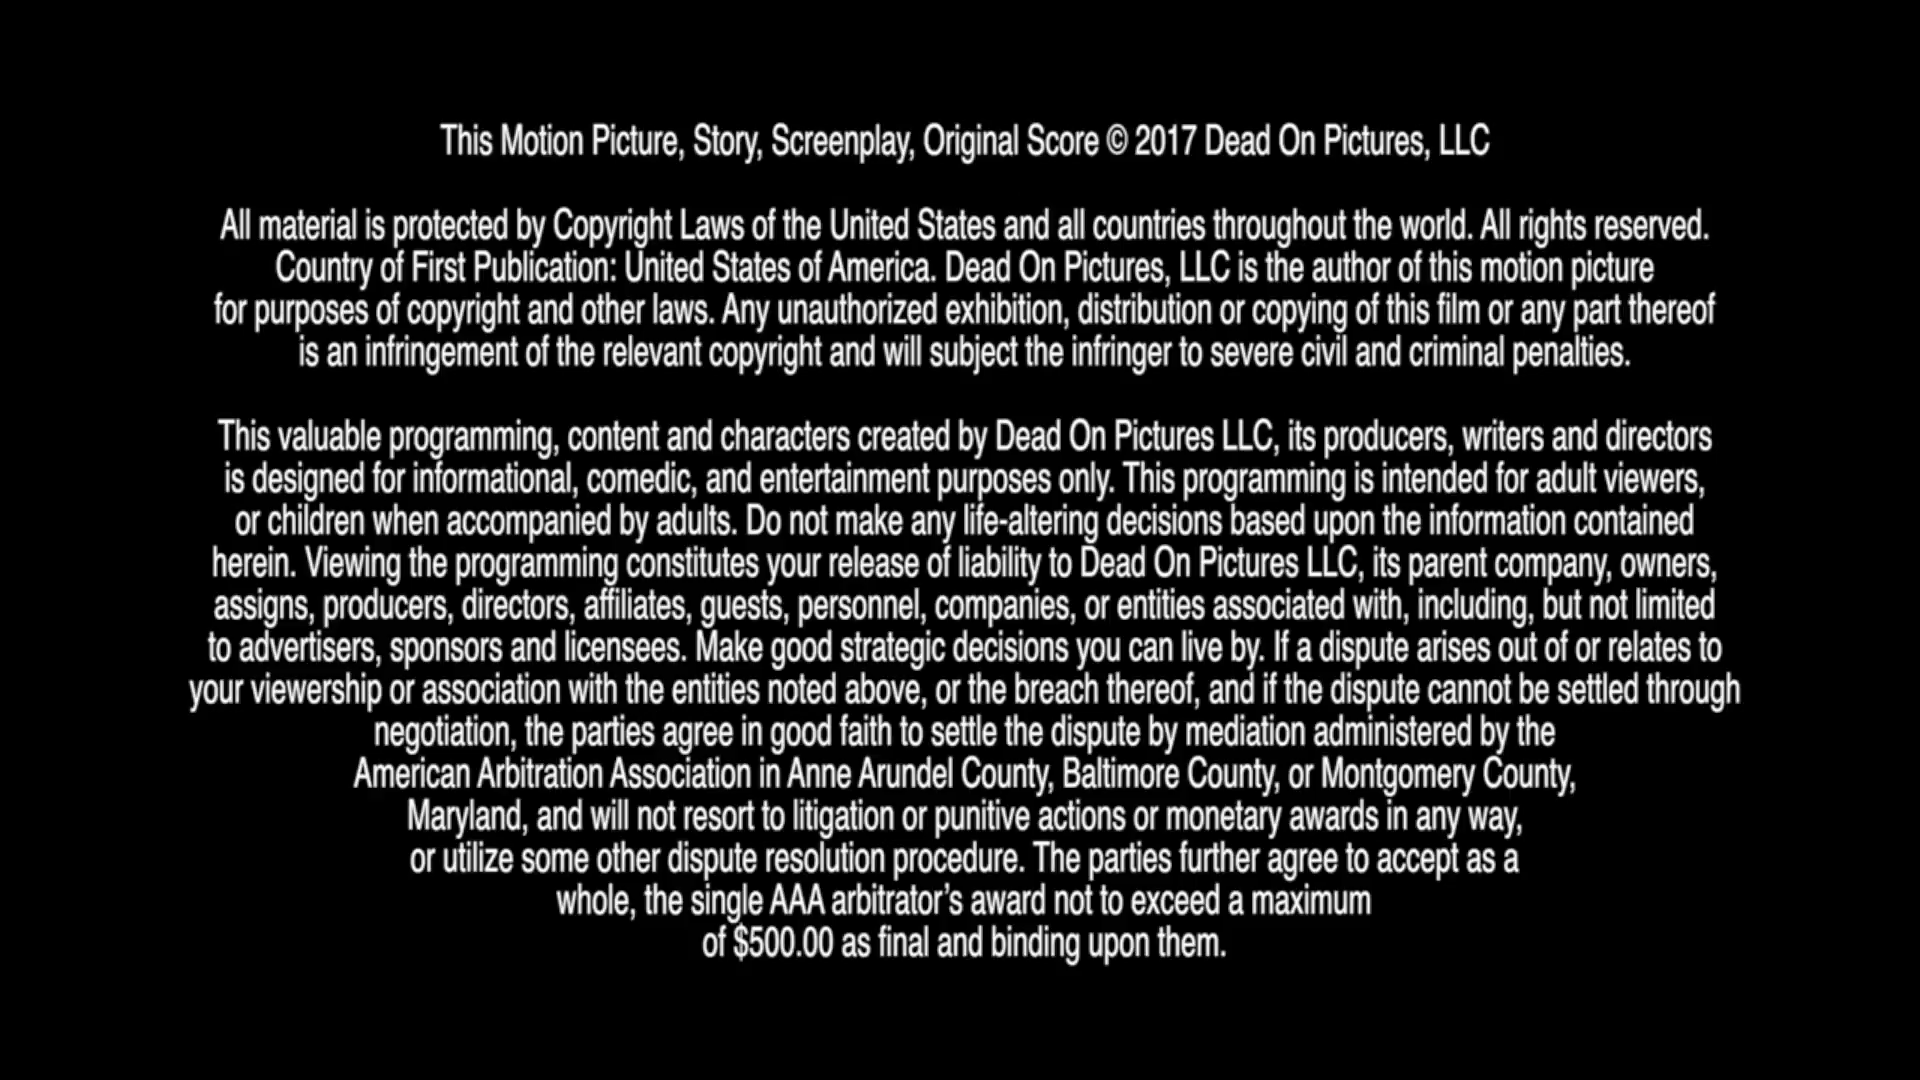 This Motion Picture, Story, Screenplay, Original Score © 2017 Dead On Pictures, LLC
All material is protected by Copyright Laws of the United States and all countries throughout the world. All rights reserved.
Country of First Publication: United States of America. Dead On Pictures, LLC is the author of this motion picture
for purposes of copyright and other laws. Any unauthorized exhibition, distribution or copying of this film or any part thereof
is an infringement of the relevant copyright and will subject the infringer to severe civil and criminal penalties.
This valuable programming, content and characters created by Dead On Pictures LLC, its producers, writers and directors
is designed for informational, comedic, and entertainment purposes only. This programming is intended for adult viewers,
or children when accompanied by adults. Do not make any life-altering decisions based upon the information contained
herein. Viewing the programming constitutes your release of liability to Dead On Pictures LLC, its parent company, owners,
assigns, producers, directors, affiliates, guests, personnel, companies, or entities associated with, including, but not limited
to advertisers, sponsors and licensees. Make good strategic decisions you can live by. If a dispute arises out of or relates to
your viewership or association with the entities noted above, or the breach thereof, and if the dispute cannot be settled through
negotiation, the parties agree in good faith to settle the dispute by mediation administered by the
American Arbitration Association in Anne Arundel County, Baltimore County, or Montgomery County,
Maryland, and will not resort to litigation or punitive actions or monetary awards in any way,
or utilize some other dispute resolution procedure. The parties further agree to accept as a
whole, the single AAA arbitrator’s award not to exceed a maximum
of $500.00 as final and binding upon them.